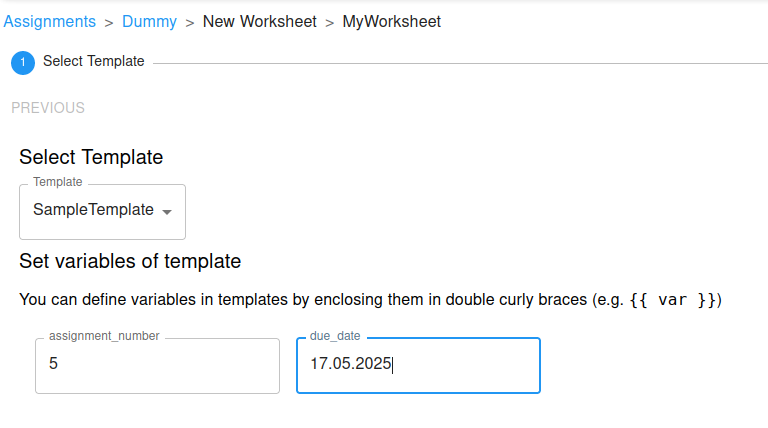 Assignments > Dummy > New Worksheet > MyWorksheet
1 Select Template
PREVIOUS
Select Template
Template
SampleTemplate
Set variables of template
You can define variables in templates by enclosing them in double curly braces (e.g. {{ var }})
assignment_number due_date
5 17.05.2025